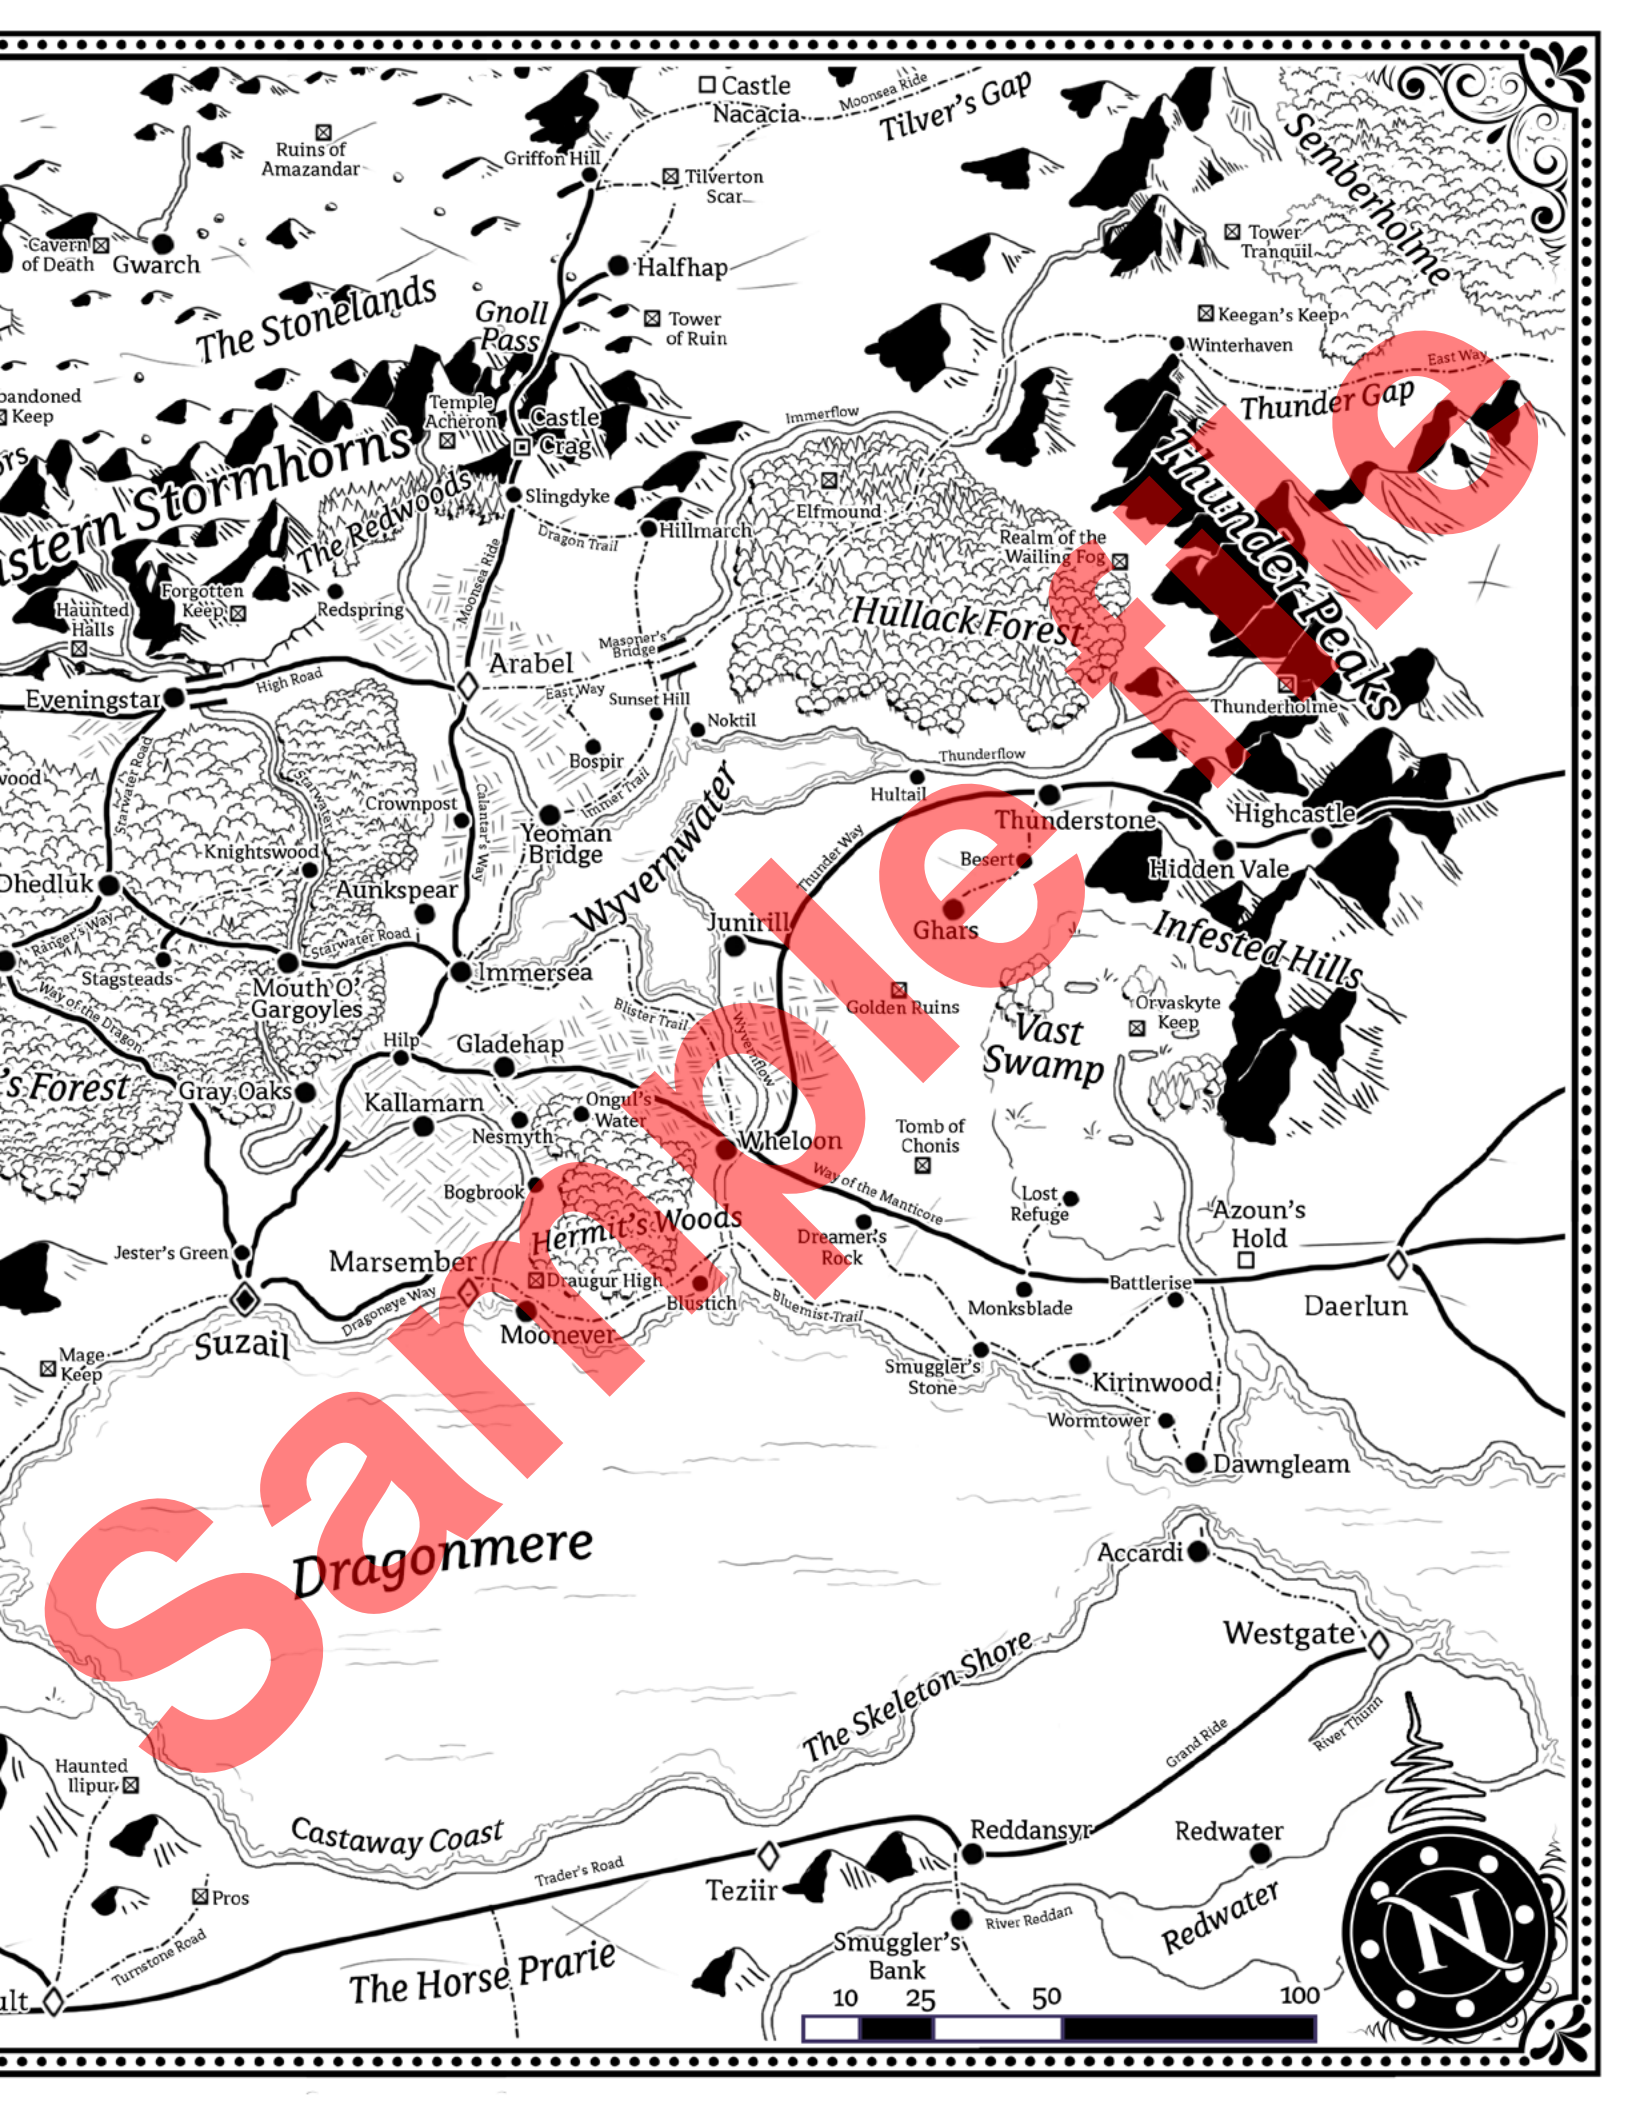 Castle
Nacacia
Moonsea Ride
Tilver's Gap
Semberholme
Ruins of
Amazandar
Griffon Hill
Tilverton
Scar
Cavern
of Death
Gwarch
Halfhap
Tower
Tranquil
The Stonelands
Gnoll
Pass
Tower
of Ruin
Keegan's Keep
Winterhaven
East Way
Thunder Gap
bandoned
Keep
Temple
Acheron
Castle
Crag
Immerflow
ors
stern Stormhorns
The Redwoods
Slingdyke
Dragon Trail
Hillmarch
Elfmound
Realm of the
Wailing Fog
Thunder Peaks
Moonsea Ride
Forgotten
Keep
Redspring
Haunted
Halls
Hullack Forest
Masoner's
Bridge
Arabel
East Way
High Road
Eveningstar
Sunset Hill
Noktil
Thunderholme
Bospir
Immer Trail
Thunderflow
wood
Starwater Road
Starwater
Crownpost
Calantar's Way
Yeoman
Bridge
Hultail
Thunderstone
Highcastle
Knightswood
Wyvernwater
Thunder Way
Besert
Hidden Vale
Dhedluk
Aunkspear
Junirill
Ghars
Infested Hills
Ranger's Way
Starwater Road
Stagsteads
Mouth O'
Gargoyles
Immersea
Blister Trail
Golden Ruins
Orvaskyte
Keep
Vast
Swamp
Way of the Dragon
Hilp
Gladehap
Wyvernflow
's Forest
Gray Oaks
Kallamarn
Ongul's
Water
Nesmyth
Wheloon
Tomb of
Chonis
Way of the Manticore
Bogbrook
Lost
Refuge
Hermit's Woods
Dreamer's
Rock
Azoun's
Hold
Jester's Green
Marsember
Draugur High
Blustich
Bluemist Trail
Monksblade
Battlerise
Daerlun
Dragoneye Way
Suzail
Moonever
Mage
Keep
Smuggler's
Stone
Kirinwood
Wormtower
Dawngleam
Dragonmere
Accardi
Westgate
The Skeleton Shore
Grand Ride
River Thunn
Haunted
Ilipur
Castaway Coast
Trader's Road
Reddansyr
Redwater
Teziir
Pros
Turnstone Road
Redwater
River Reddan
Smuggler's
Bank
The Horse Prarie
ult
10 25 50 100
N
Sample file